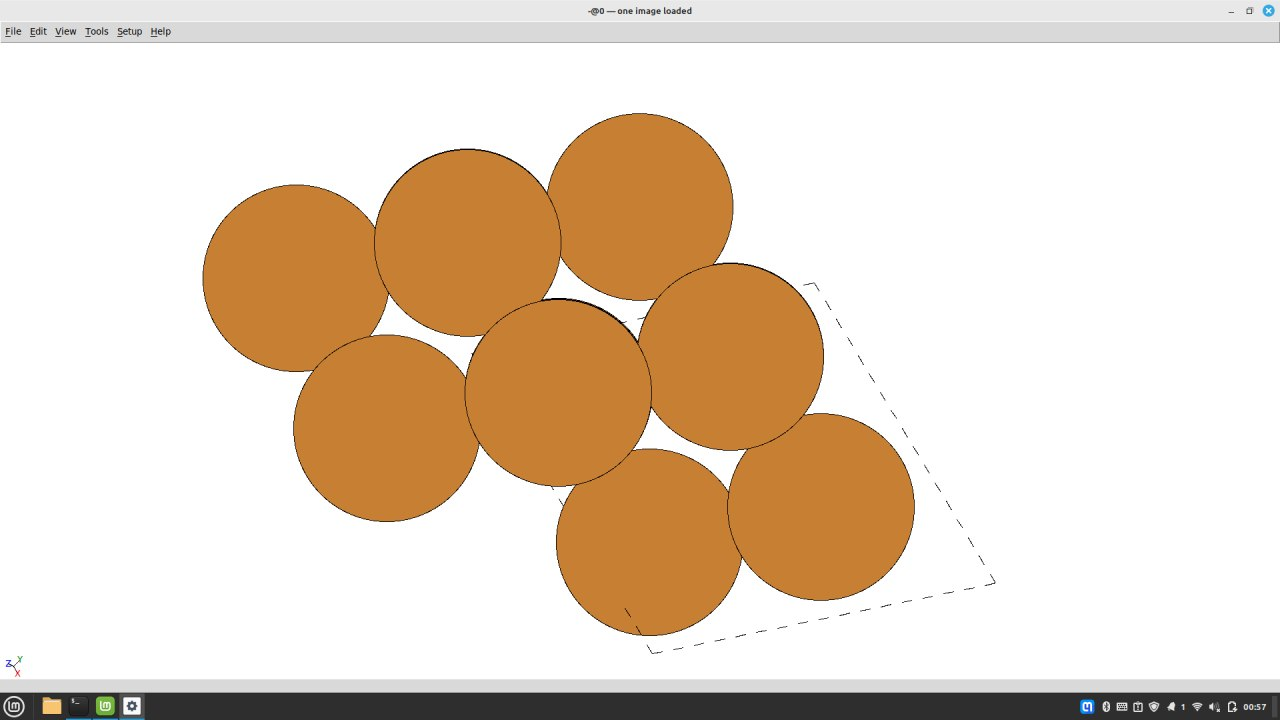 -@0 — one image loaded
File Edit View Tools Setup Help
Z Y
X
1 00:57